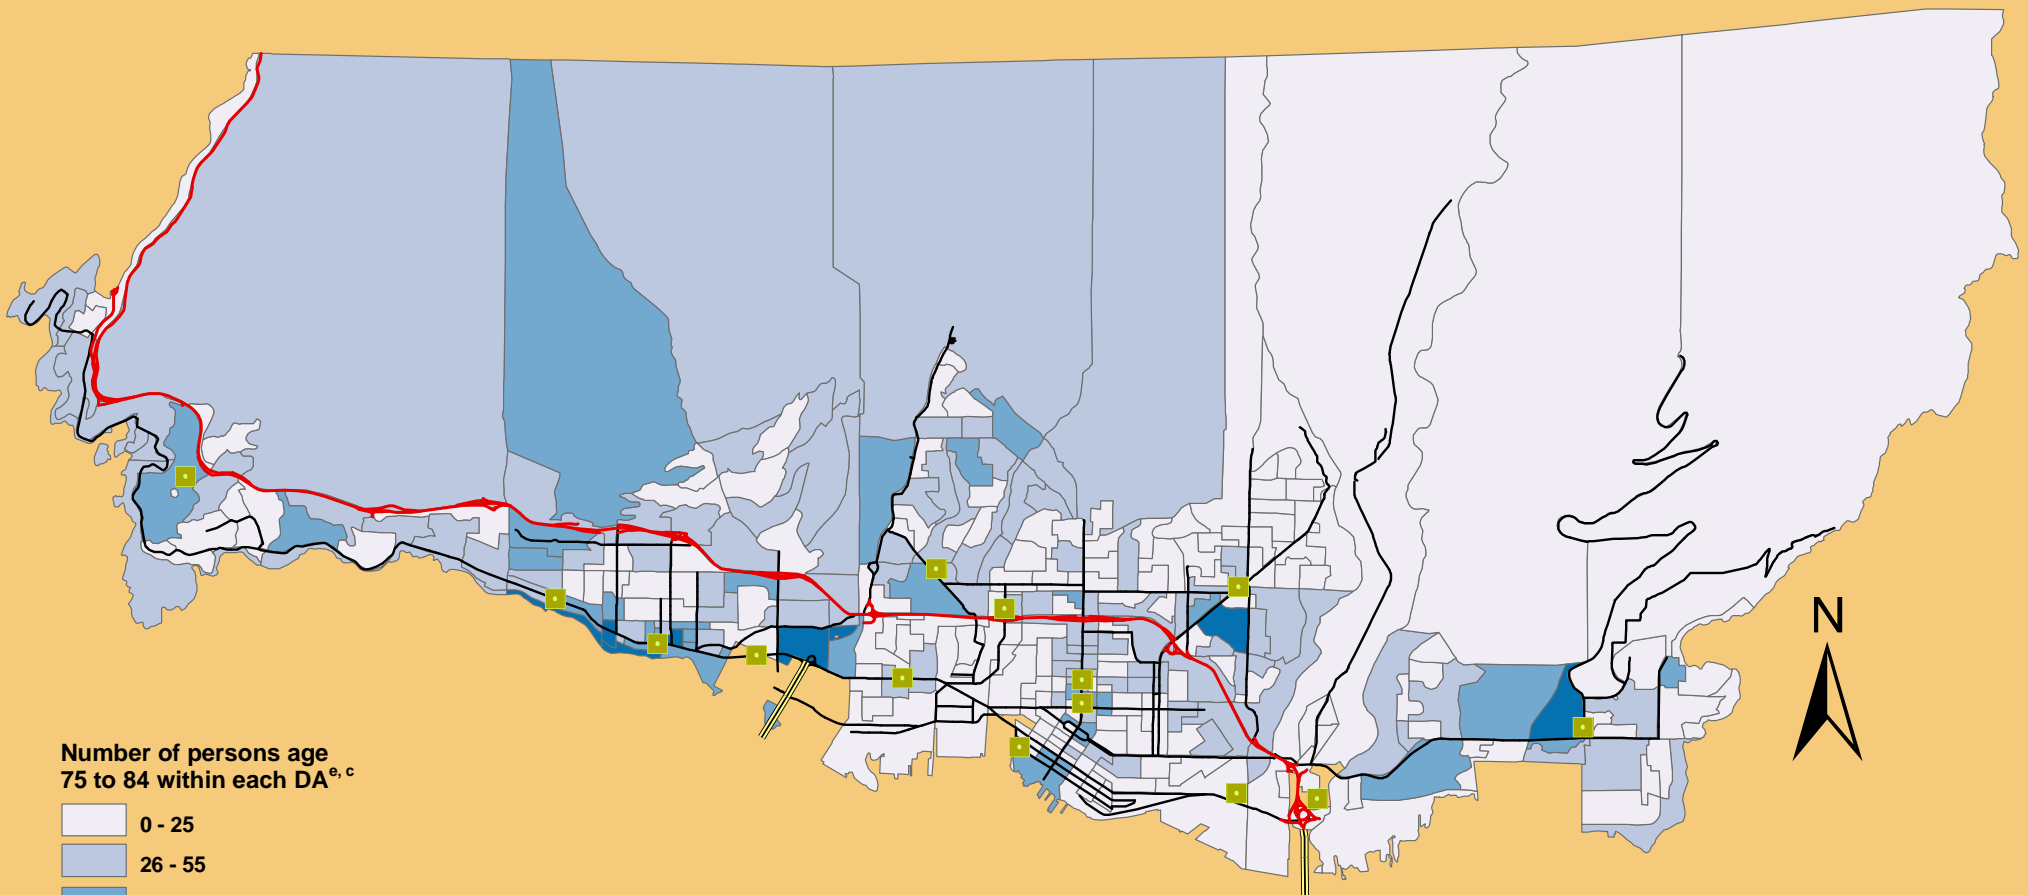 N
Number of persons age
75 to 84 within each DAe, c
0 - 25
26 - 55